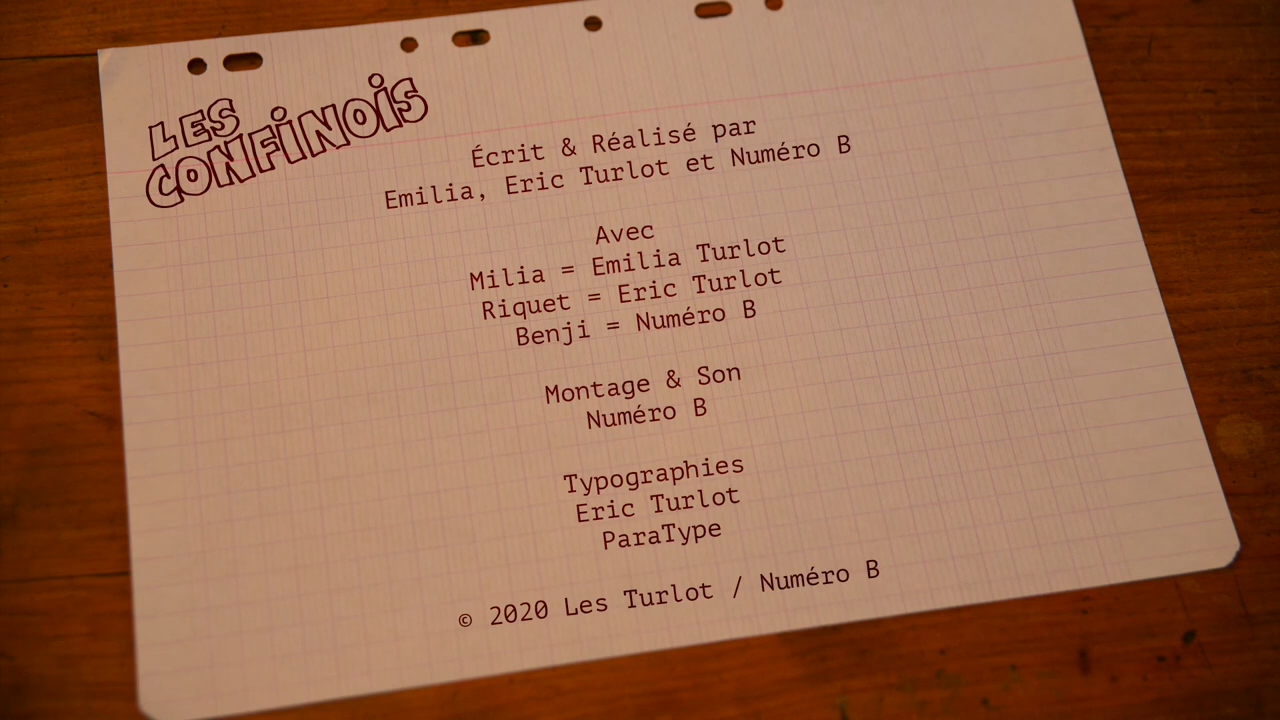 LES
CONFINOIS
Écrit & Réalisé par
Emilia, Eric Turlot et Numéro B
Avec
Milia = Emilia Turlot
Riquet = Eric Turlot
Benji = Numéro B
Montage & Son
Numéro B
Typographies
Eric Turlot
ParaType
© 2020 Les Turlot / Numéro B